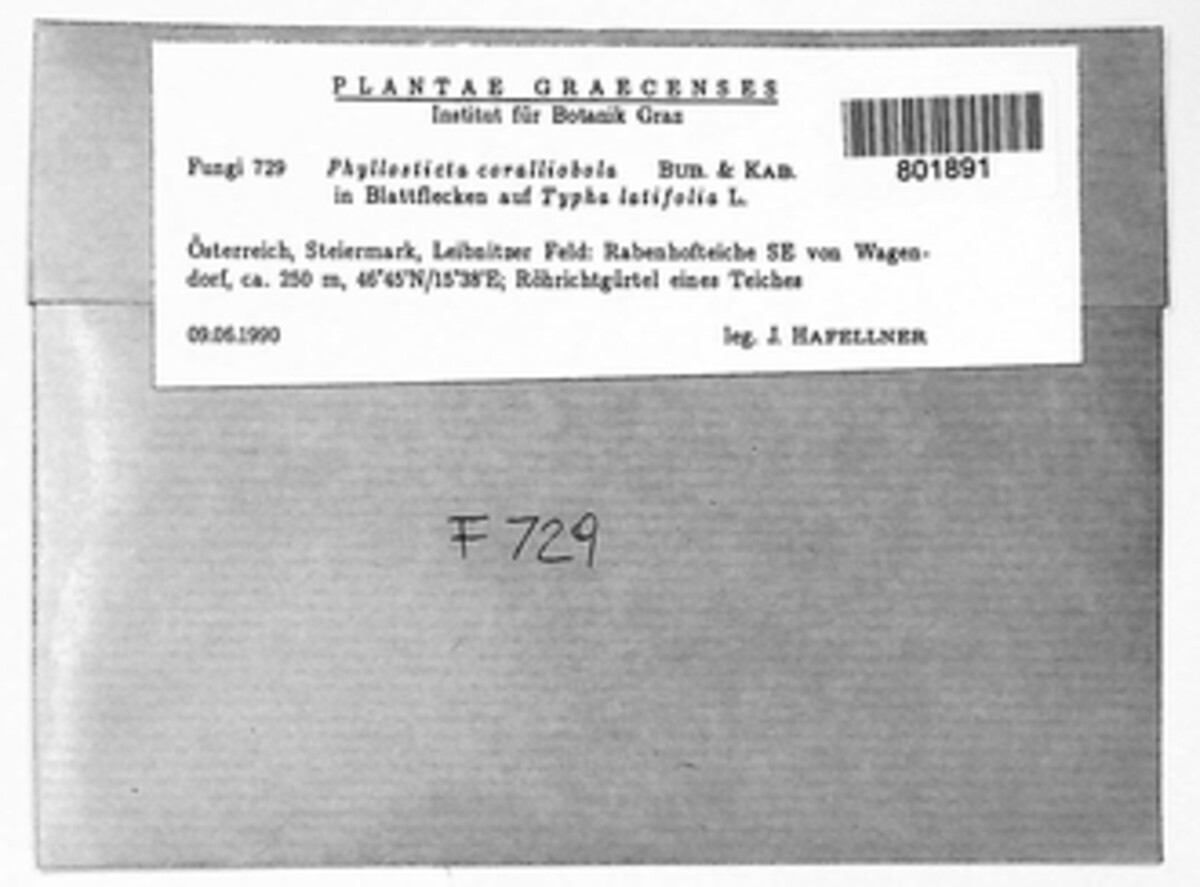 PLANTAE GRAECENSES
Institut für Botanik Graz
801891
Fungi 729 Phyllosticta coralliobola BUB. & KAB.
in Blattflecken auf Typha latifolia L.
Österreich, Steiermark, Leibnitzer Feld: Rabenhofteiche SE von Wagen-
dorf, ca. 250 m, 46°45'N/15°38'E; Röhrichtgürtel eines Teiches
09.06.1990 leg. J. HAFELLNER
F 729